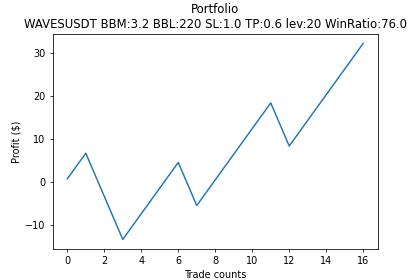 Portfolio
WAVESUSDT BBM:3.2 BBL:220 SL:1.0 TP:0.6 lev:20 WinRatio:76.0
30
20
10
0
−10
Profit ($)
0 2 4 6 8 10 12 14 16
Trade counts